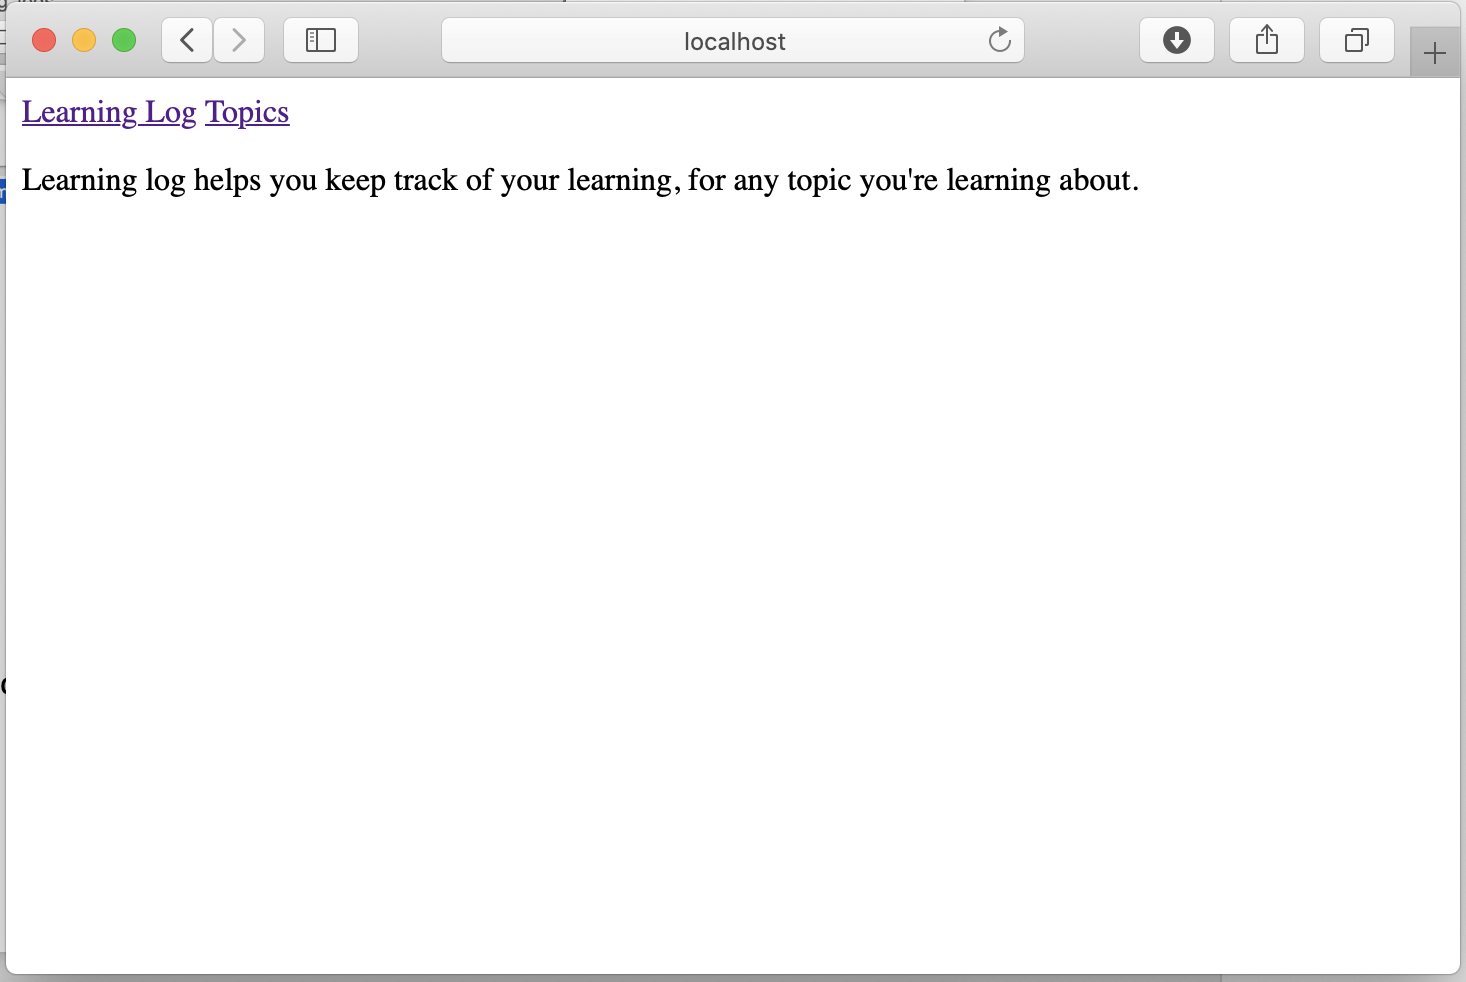 localhost
Learning Log Topics
Learning log helps you keep track of your learning, for any topic you're learning about.